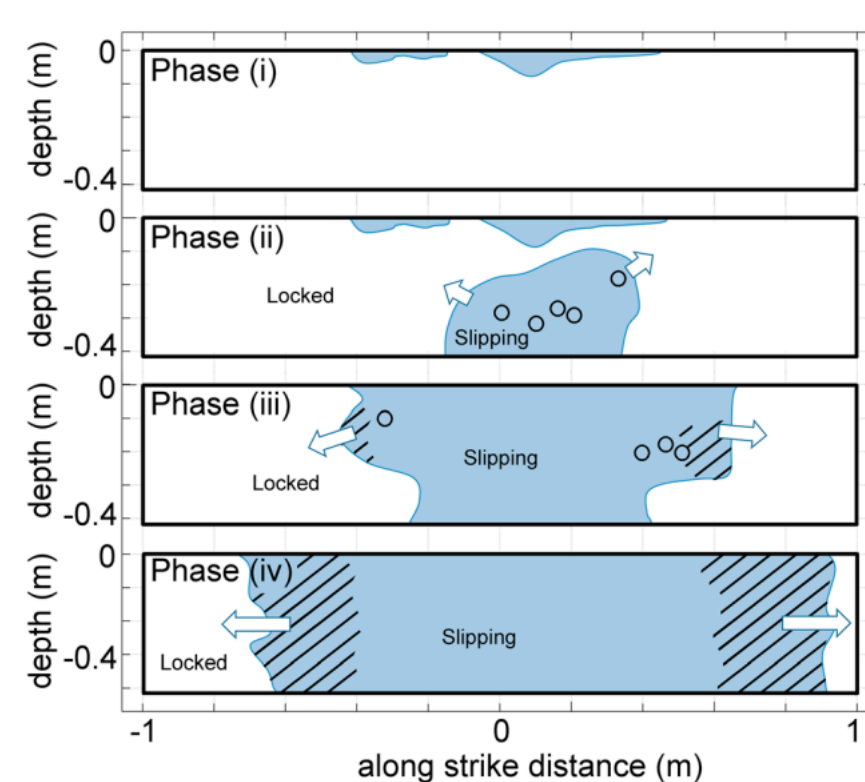 depth (m)
0
-0.4
Phase (i)
depth (m)
0
-0.4
Phase (ii)
Locked
Slipping
depth (m)
0
-0.4
Phase (iii)
Slipping
Locked
depth (m)
0
-0.4
Phase (iv)
Slipping
Locked
-1 0 1
along strike distance (m)